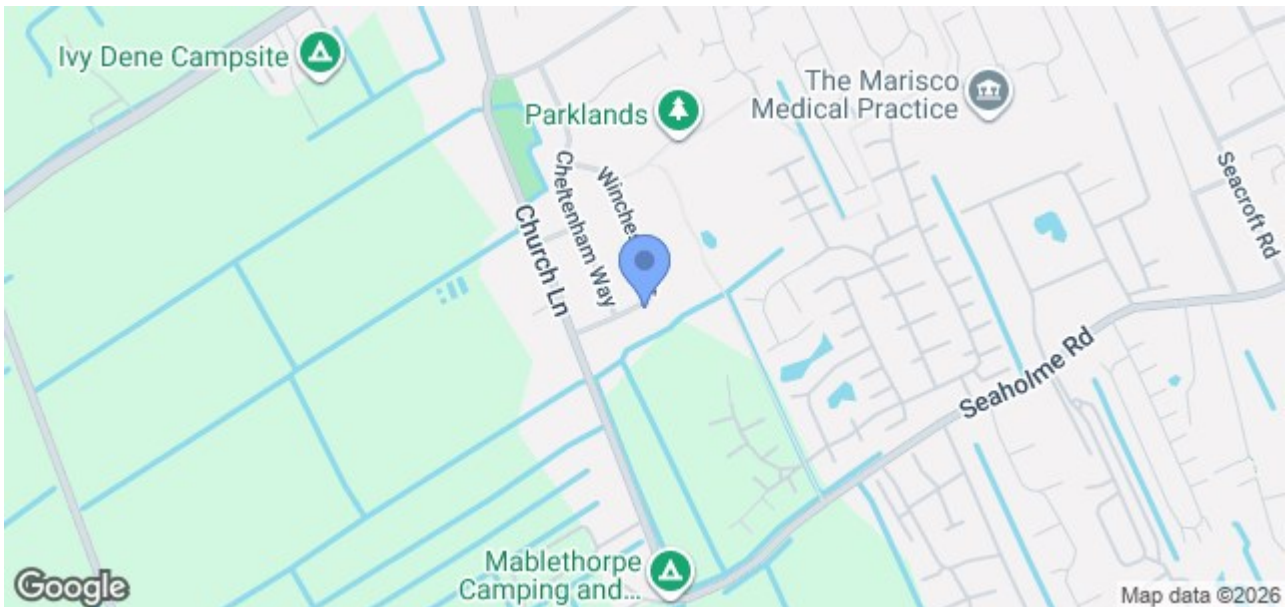 Ivy Dene Campsite
Parklands
The Marisco
Medical Practice
Cheltenham Way
Church Ln
Seacroft Rd
Seaholme Rd
Mablethorpe
Camping and...
Google
Map data ©2026